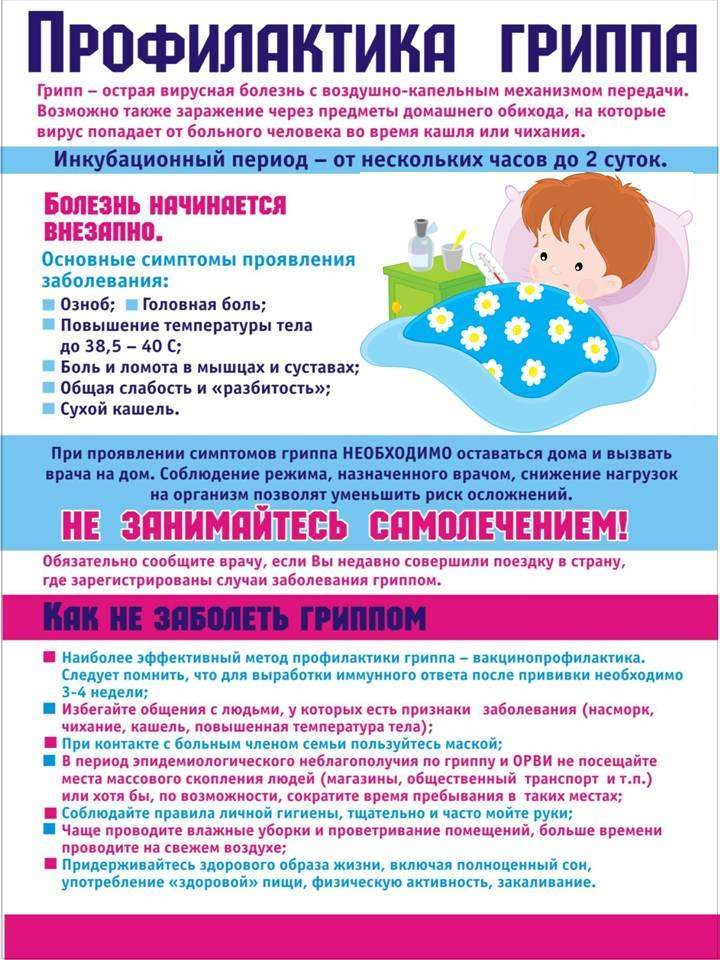 Профилактика гриппа
Грипп – острая вирусная болезнь с воздушно-капельным механизмом передачи.
Возможно также заражение через предметы домашнего обихода, на которые
вирус попадает от больного человека во время кашля или чихания.
Инкубационный период – от нескольких часов до 2 суток.
Болезнь начинается
внезапно.
Основные симптомы проявления
заболевания:
Озноб; Головная боль;
Повышение температуры тела
до 38,5 – 40 С;
Боль и ломота в мышцах и суставах;
Общая слабость и «разбитость»;
Сухой кашель.
При проявлении симптомов гриппа НЕОБХОДИМО оставаться дома и вызвать
врача на дом. Соблюдение режима, назначенного врачом, снижение нагрузок
на организм позволят уменьшить риск осложнений.
НЕ ЗАНИМАЙТЕСЬ САМОЛЕЧЕНИЕМ!
Обязательно сообщите врачу, если Вы недавно совершили поездку в страну,
где зарегистрированы случаи заболевания гриппом.
Как не заболеть гриппом
Наиболее эффективный метод профилактики гриппа – вакцинопрофилактика.
Следует помнить, что для выработки иммунного ответа после прививки необходимо
3-4 недели;
Избегайте общения с людьми, у которых есть признаки заболевания (насморк,
чихание, кашель, повышенная температура тела);
При контакте с больным членом семьи пользуйтесь маской;
В период эпидемиологического неблагополучия по гриппу и ОРВИ не посещайте
места массового скопления людей (магазины, общественный транспорт и т.п.)
или хотя бы, по возможности, сократите время пребывания в таких местах;
Соблюдайте правила личной гигиены, тщательно и часто мойте руки;
Чаще проводите влажные уборки и проветривание помещений, больше времени
проводите на свежем воздухе;
Придерживайтесь здорового образа жизни, включая полноценный сон,
употребление «здоровой» пищи, физическую активность, закаливание.